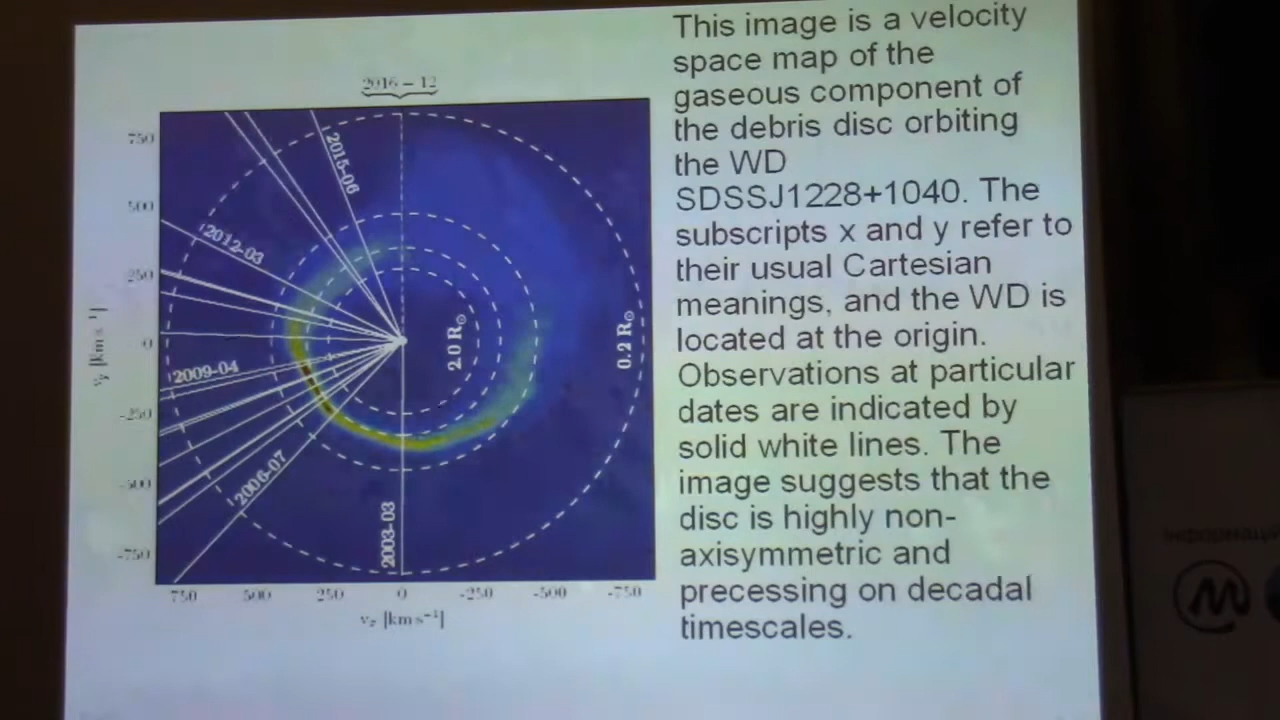 2016 – 12
750
500
250
0
-250
-500
-750
2015-06
2012-03
2009-04
2006-07
2003-03
2.0 R☉
0.2 R☉
750
500
250
0
-250
-500
-750
vₓ [km s⁻¹]
This image is a velocity
space map of the
gaseous component of
the debris disc orbiting
the WD
SDSSJ1228+1040. The
subscripts x and y refer to
their usual Cartesian
meanings, and the WD is
located at the origin.
Observations at particular
dates are indicated by
solid white lines. The
image suggests that the
disc is highly non-
axisymmetric and
precessing on decadal
timescales.